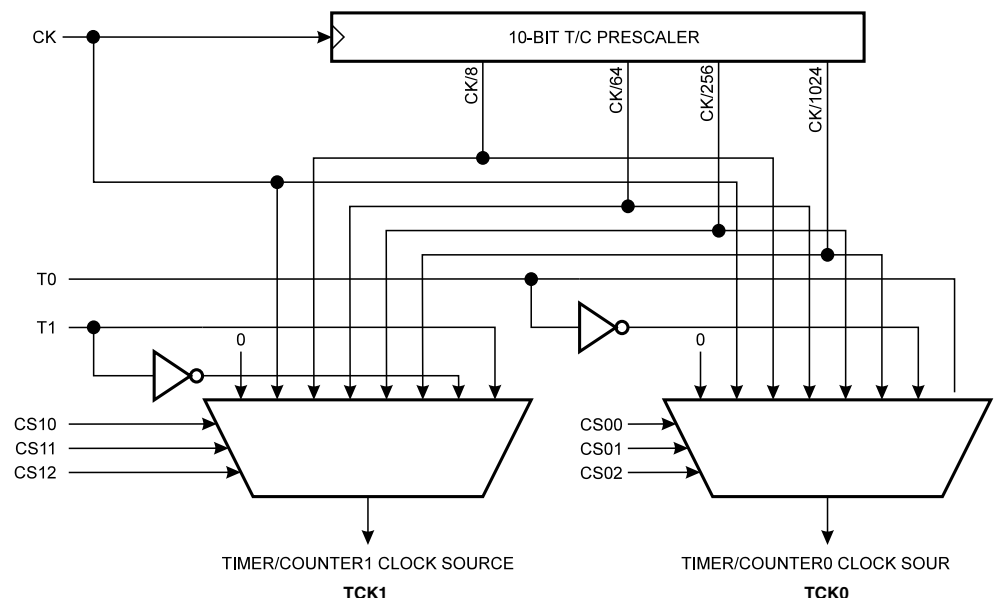 CK
10-BIT T/C PRESCALER
CK/8
CK/64
CK/256
CK/1024
T0
T1
0
0
CS10
CS11
CS12
CS00
CS01
CS02
TIMER/COUNTER1 CLOCK SOURCE
TCK1
TIMER/COUNTER0 CLOCK SOUR
TCK0